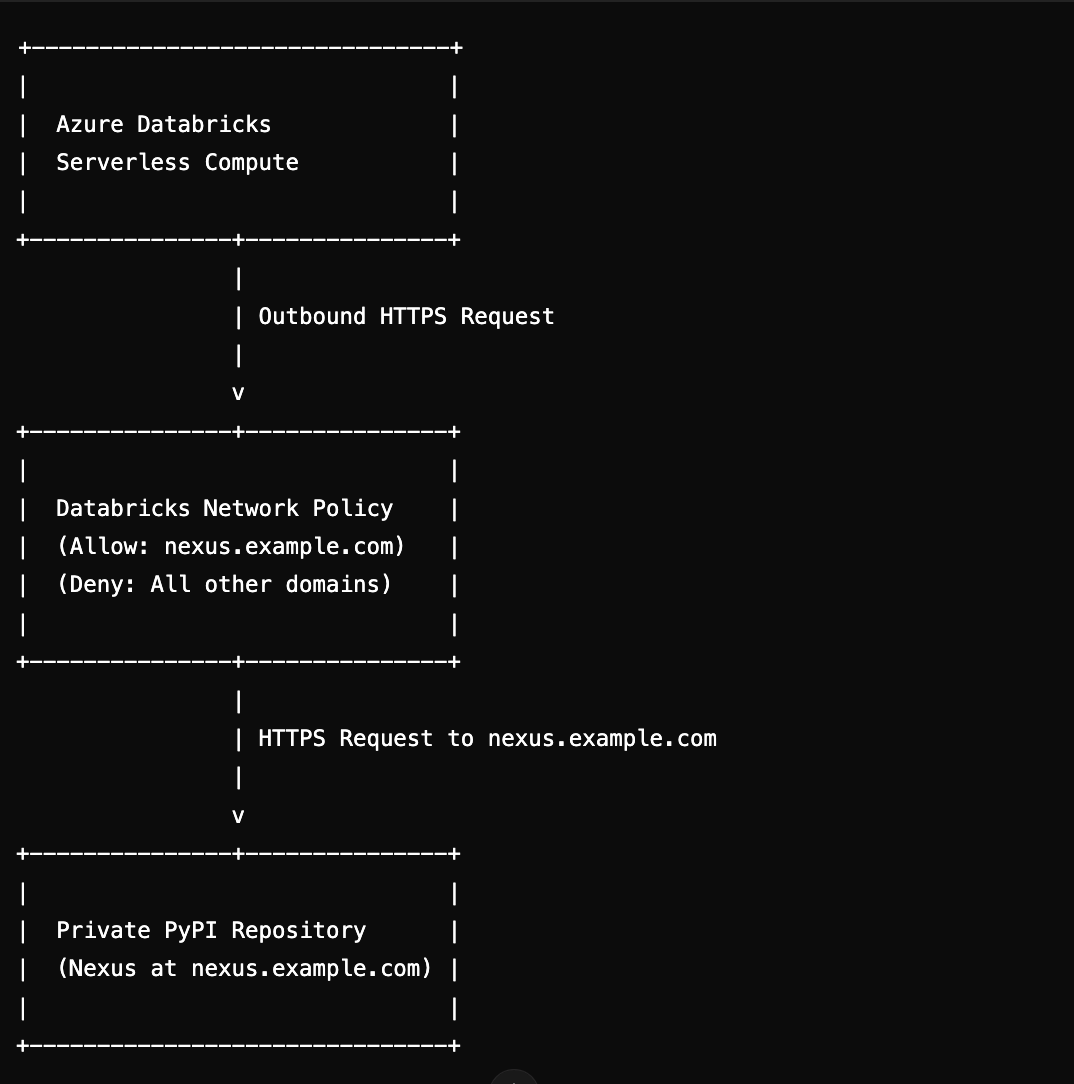 +-------------------------------+
|                               |
|  Azure Databricks             |
|  Serverless Compute           |
|                               |
+---------------+---------------+
                |
                | Outbound HTTPS Request
                |
                v
+---------------+---------------+
|                               |
|  Databricks Network Policy    |
|  (Allow: nexus.example.com)   |
|  (Deny: All other domains)    |
|                               |
+---------------+---------------+
                |
                | HTTPS Request to nexus.example.com
                |
                v
+---------------+---------------+
|                               |
|  Private PyPI Repository      |
|  (Nexus at nexus.example.com) |
|                               |
+-------------------------------+